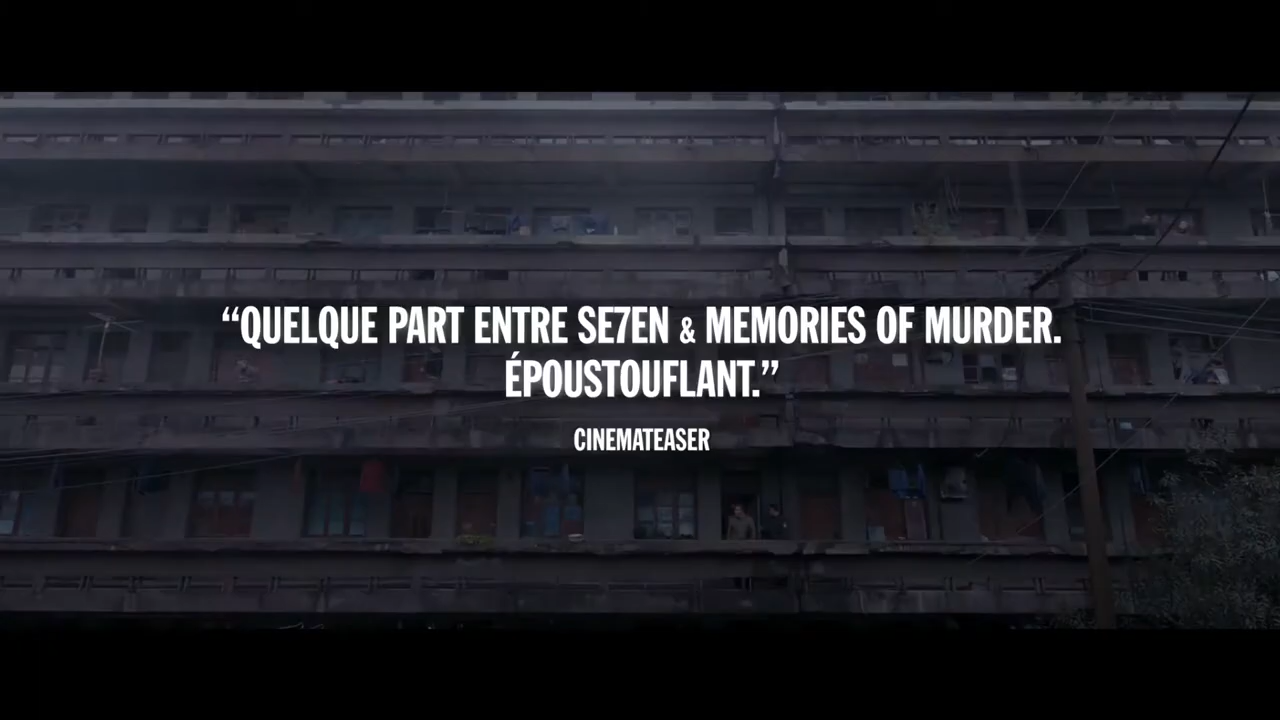 “QUELQUE PART ENTRE SE7EN & MEMORIES OF MURDER.
ÉPOUSTOUFLANT.”
CINEMATEASER